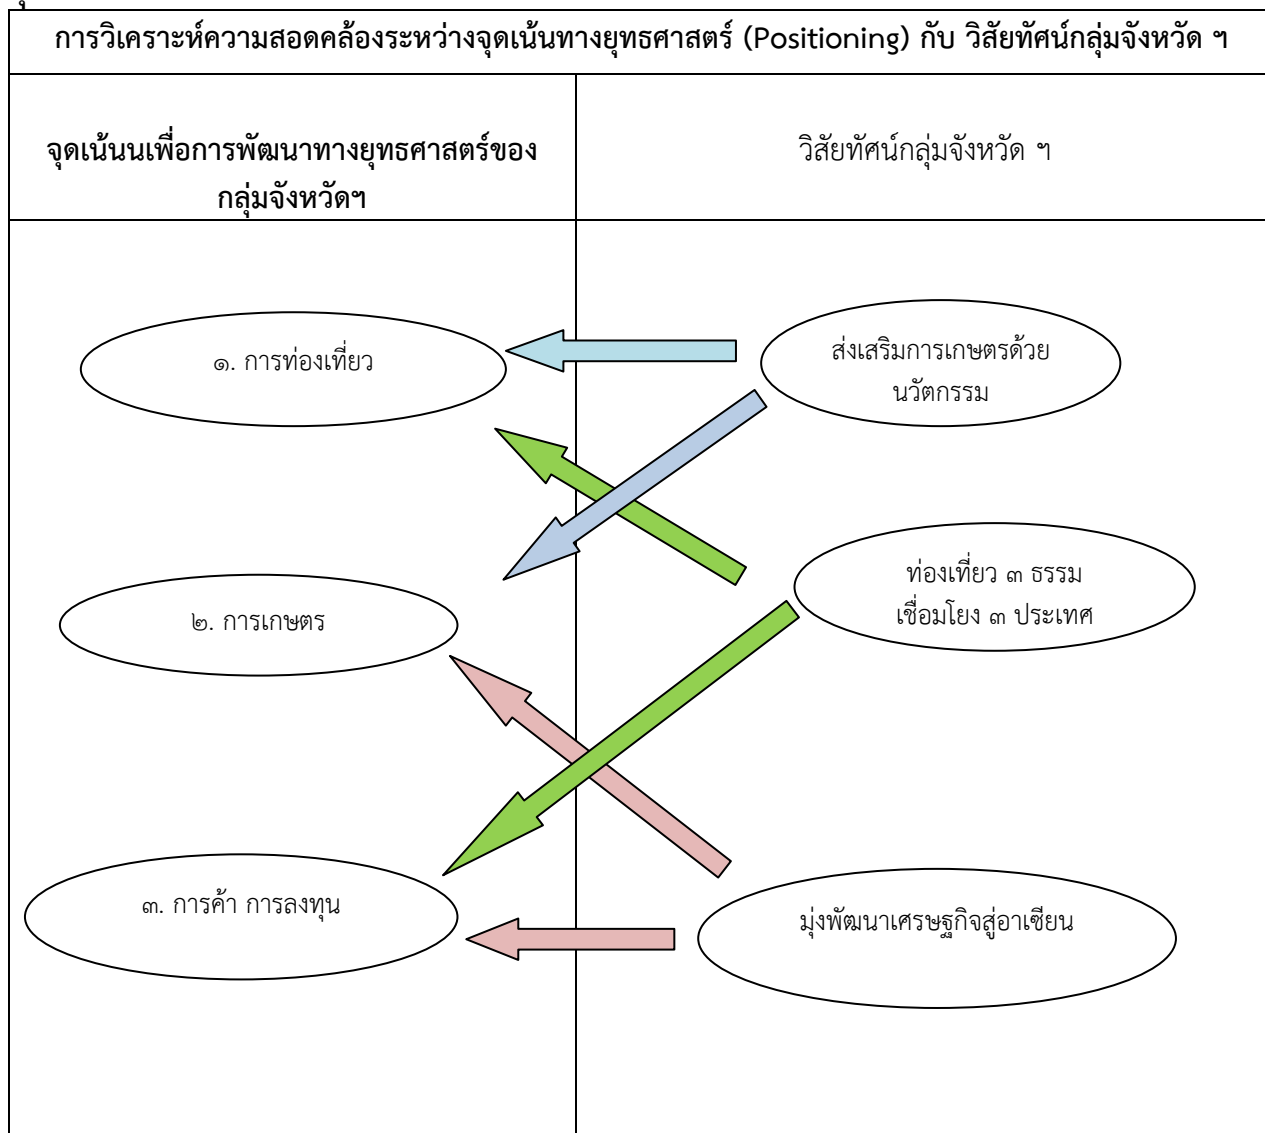 การวิเคราะห์ความสอดคล้องระหว่างจุดเน้นทางยุทธศาสตร์ (Positioning) กับ วิสัยทัศน์กลุ่มจังหวัด ฯ
จุดเน้นนเพื่อการพัฒนาทางยุทธศาสตร์ของ
กลุ่มจังหวัดฯ
วิสัยทัศน์กลุ่มจังหวัด ฯ
๑. การท่องเที่ยว
ส่งเสริมการเกษตรด้วย
นวัตกรรม
๒. การเกษตร
ท่องเที่ยว ๓ ธรรม
เชื่อมโยง ๓ ประเทศ
๓. การค้า การลงทุน
มุ่งพัฒนาเศรษฐกิจสู่อาเซียน